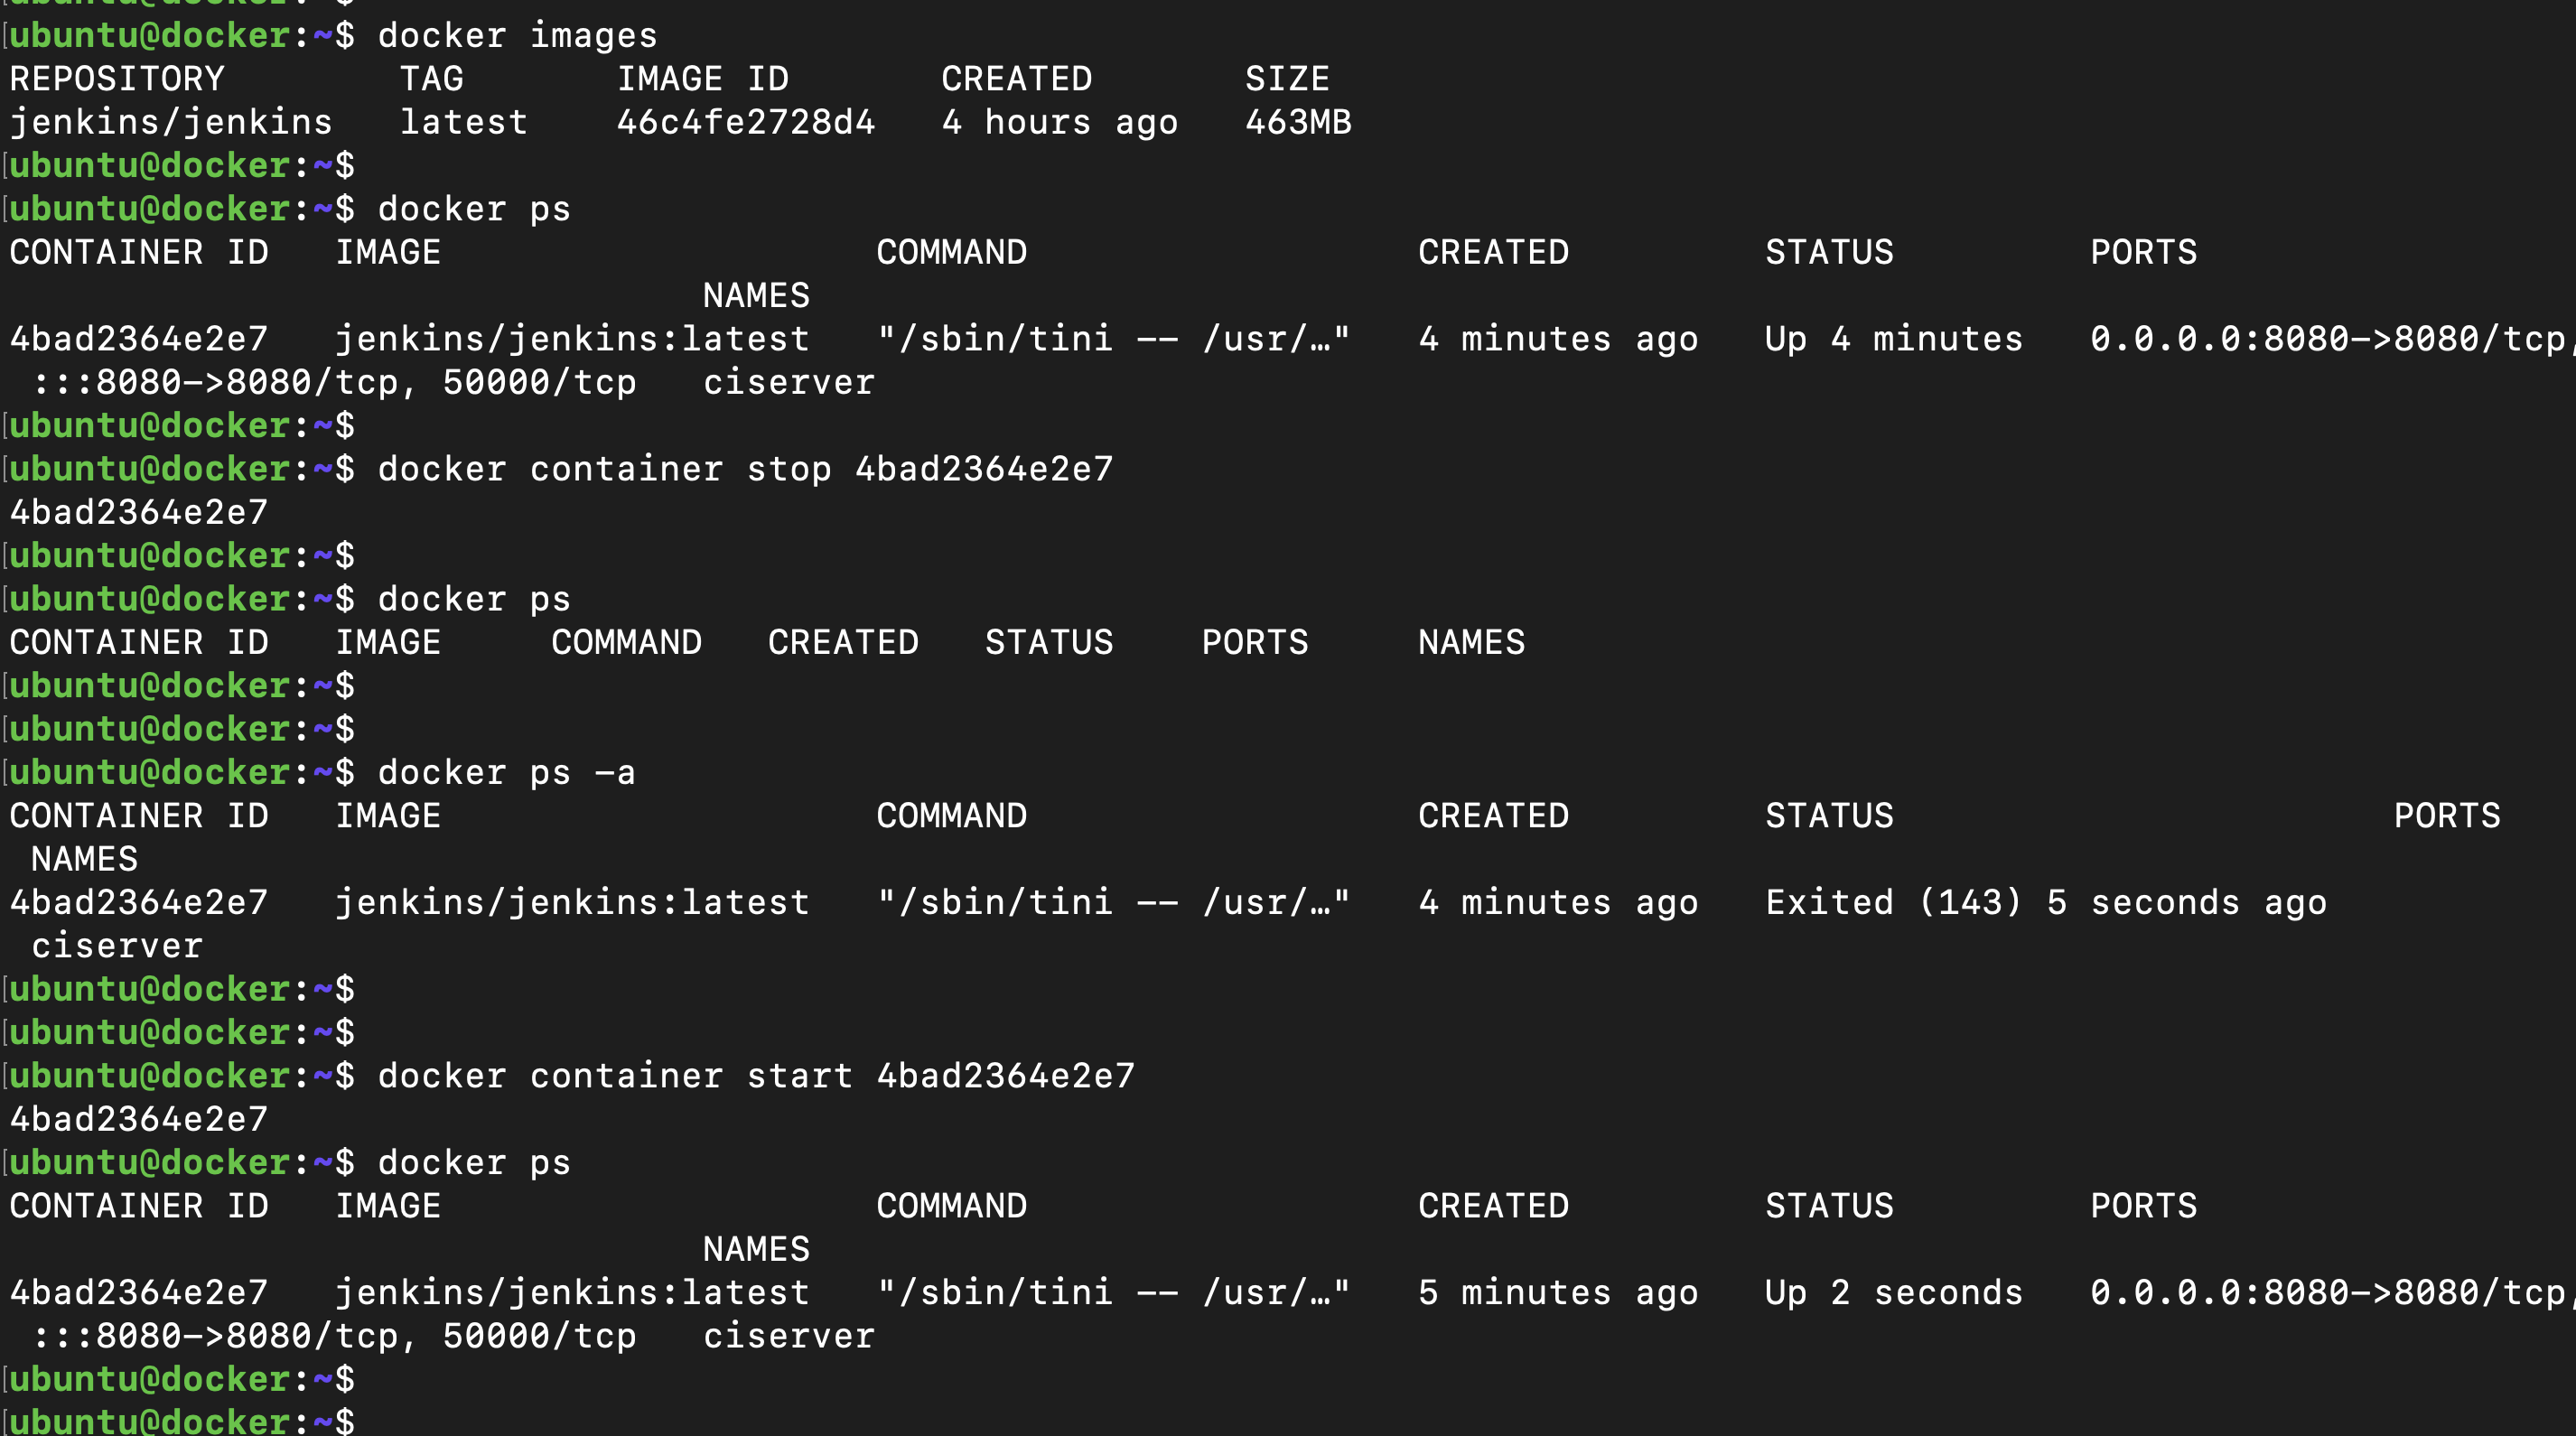 ubuntu@docker:~$
ubuntu@docker:~$ docker images
REPOSITORY        TAG       IMAGE ID       CREATED       SIZE
jenkins/jenkins   latest    46c4fe2728d4   4 hours ago   463MB
ubuntu@docker:~$
ubuntu@docker:~$ docker ps
CONTAINER ID   IMAGE                    COMMAND                  CREATED         STATUS         PORTS
                                NAMES
4bad2364e2e7   jenkins/jenkins:latest   "/sbin/tini -- /usr/…"   4 minutes ago   Up 4 minutes   0.0.0.0:8080->8080/tcp,
 :::8080->8080/tcp, 50000/tcp   ciserver
ubuntu@docker:~$
ubuntu@docker:~$ docker container stop 4bad2364e2e7
4bad2364e2e7
ubuntu@docker:~$
ubuntu@docker:~$ docker ps
CONTAINER ID   IMAGE     COMMAND   CREATED   STATUS    PORTS     NAMES
ubuntu@docker:~$
ubuntu@docker:~$
ubuntu@docker:~$ docker ps -a
CONTAINER ID   IMAGE                    COMMAND                  CREATED         STATUS                       PORTS
 NAMES
4bad2364e2e7   jenkins/jenkins:latest   "/sbin/tini -- /usr/…"   4 minutes ago   Exited (143) 5 seconds ago
 ciserver
ubuntu@docker:~$
ubuntu@docker:~$
ubuntu@docker:~$ docker container start 4bad2364e2e7
4bad2364e2e7
ubuntu@docker:~$ docker ps
CONTAINER ID   IMAGE                    COMMAND                  CREATED         STATUS         PORTS
                                NAMES
4bad2364e2e7   jenkins/jenkins:latest   "/sbin/tini -- /usr/…"   5 minutes ago   Up 2 seconds   0.0.0.0:8080->8080/tcp,
 :::8080->8080/tcp, 50000/tcp   ciserver
ubuntu@docker:~$
ubuntu@docker:~$